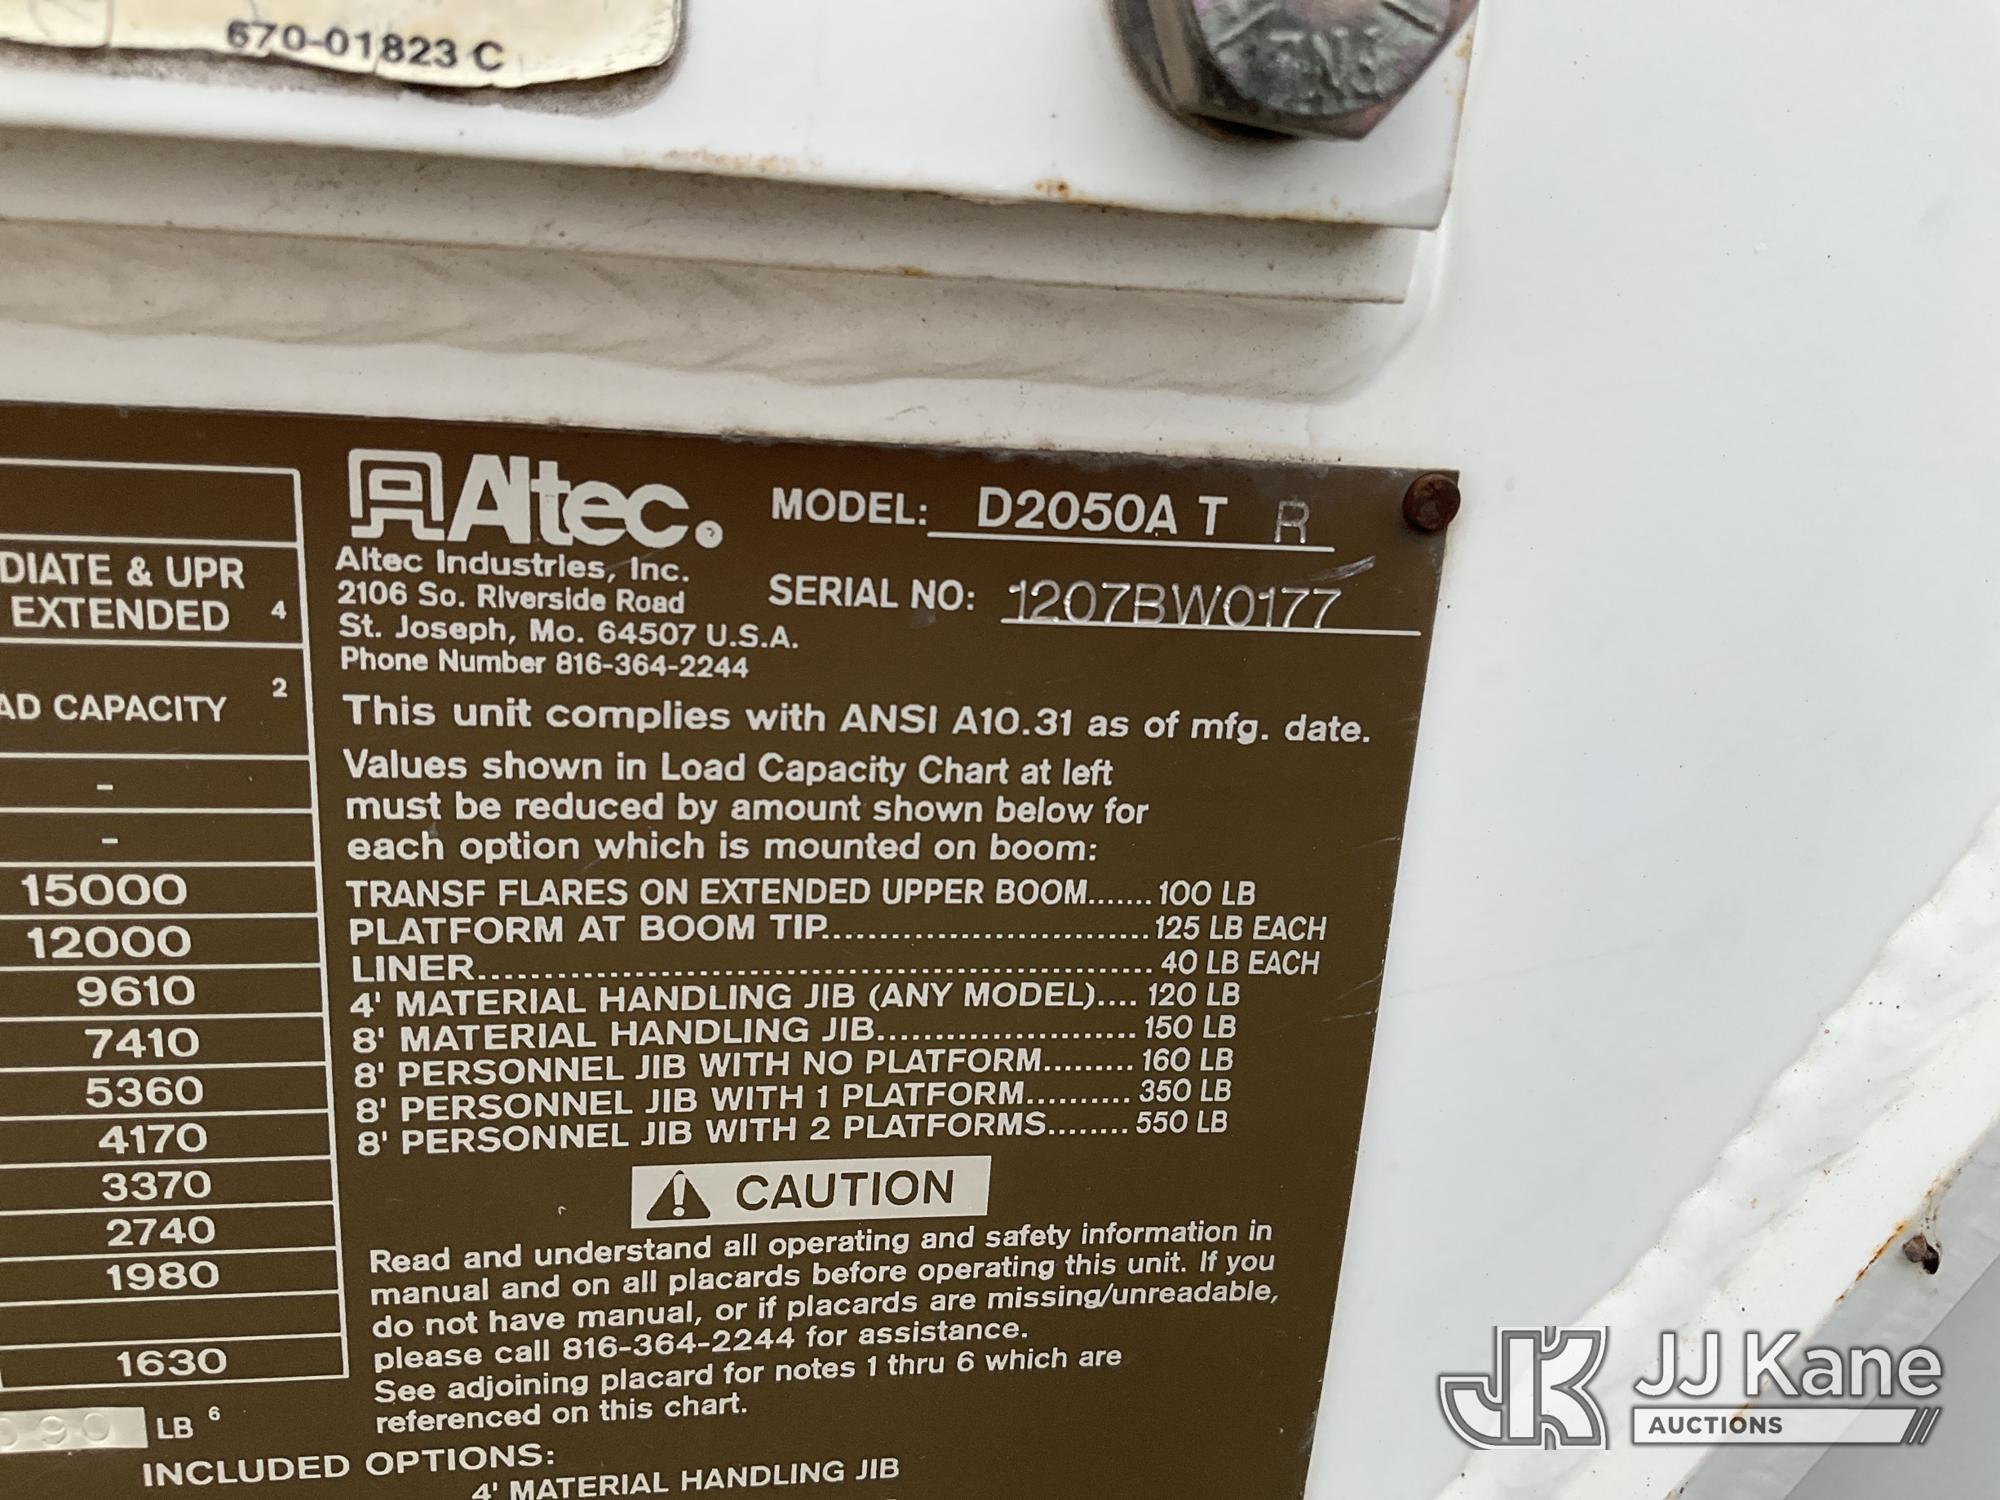 670-01823 C
DIATE & UPR
EXTENDED 4
AD CAPACITY 2
-
-
15000
12000
9610
7410
5360
4170
3370
2740
1980
1630
LB 6
Altec
Altec Industries, Inc.
2106 So. Riverside Road
St. Joseph, Mo. 64507 U.S.A.
Phone Number 816-364-2244
MODEL: D2050A T R
SERIAL NO: 1207BW0177
This unit complies with ANSI A10.31 as of mfg. date.
Values shown in Load Capacity Chart at left
must be reduced by amount shown below for
each option which is mounted on boom:
TRANSF FLARES ON EXTENDED UPPER BOOM....... 100 LB
PLATFORM AT BOOM TIP............................ 125 LB EACH
LINER.................................................... 40 LB EACH
4' MATERIAL HANDLING JIB (ANY MODEL).... 120 LB
8' MATERIAL HANDLING JIB....................... 150 LB
8' PERSONNEL JIB WITH NO PLATFORM......... 160 LB
8' PERSONNEL JIB WITH 1 PLATFORM.......... 350 LB
8' PERSONNEL JIB WITH 2 PLATFORMS........ 550 LB
CAUTION
Read and understand all operating and safety information in
manual and on all placards before operating this unit. If you
do not have manual, or if placards are missing/unreadable,
please call 816-364-2244 for assistance.
See adjoining placard for notes 1 thru 6 which are
referenced on this chart.
INCLUDED OPTIONS:
4' MATERIAL HANDLING JIB
JK JJ Kane
AUCTIONS